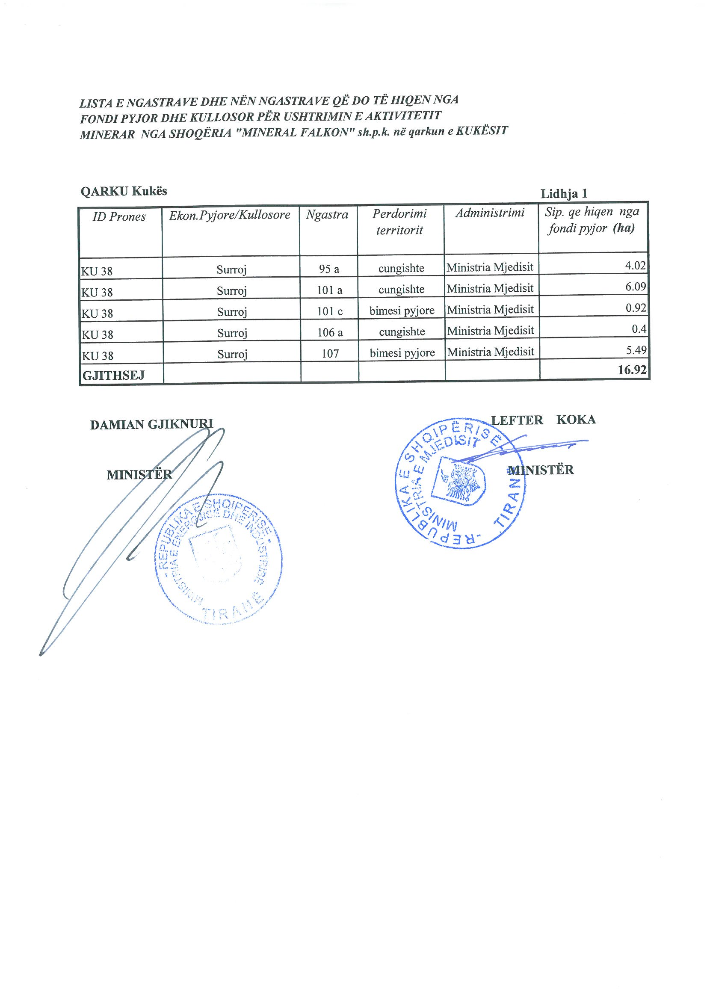 LISTA E NGASTRAVE DHE NËN NGASTRAVE QË DO TË HIQEN NGA
FONDI PYJOR DHE KULLOSOR PËR USHTRIMIN E AKTIVITETIT
MINERAR NGA SHOQËRIA "MINERAL FALKON" sh.p.k. në qarkun e KUKËSIT
QARKU Kukës Lidhja 1
ID Prones Ekon.Pyjore/Kullosore Ngastra Perdorimi territorit Administrimi Sip. qe hiqen nga fondi pyjor (ha)
KU 38 Surroj 95 a cungishte Ministria Mjedisit 4.02
KU 38 Surroj 101 a cungishte Ministria Mjedisit 6.09
KU 38 Surroj 101 c bimesi pyjore Ministria Mjedisit 0.92
KU 38 Surroj 106 a cungishte Ministria Mjedisit 0.4
KU 38 Surroj 107 bimesi pyjore Ministria Mjedisit 5.49
GJITHSEJ 16.92
DAMIAN GJIKNURI LEFTER KOKA
MINISTËR MINISTËR
- REPUBLIKA E SHQIPERISE -
MINISTRIA E ENERGJISE DHE INDUSTRISE
TIRANË
-REPUBLIKA E SHQIPËRISË-
MINISTRIA E MJEDISIT
TIRANË